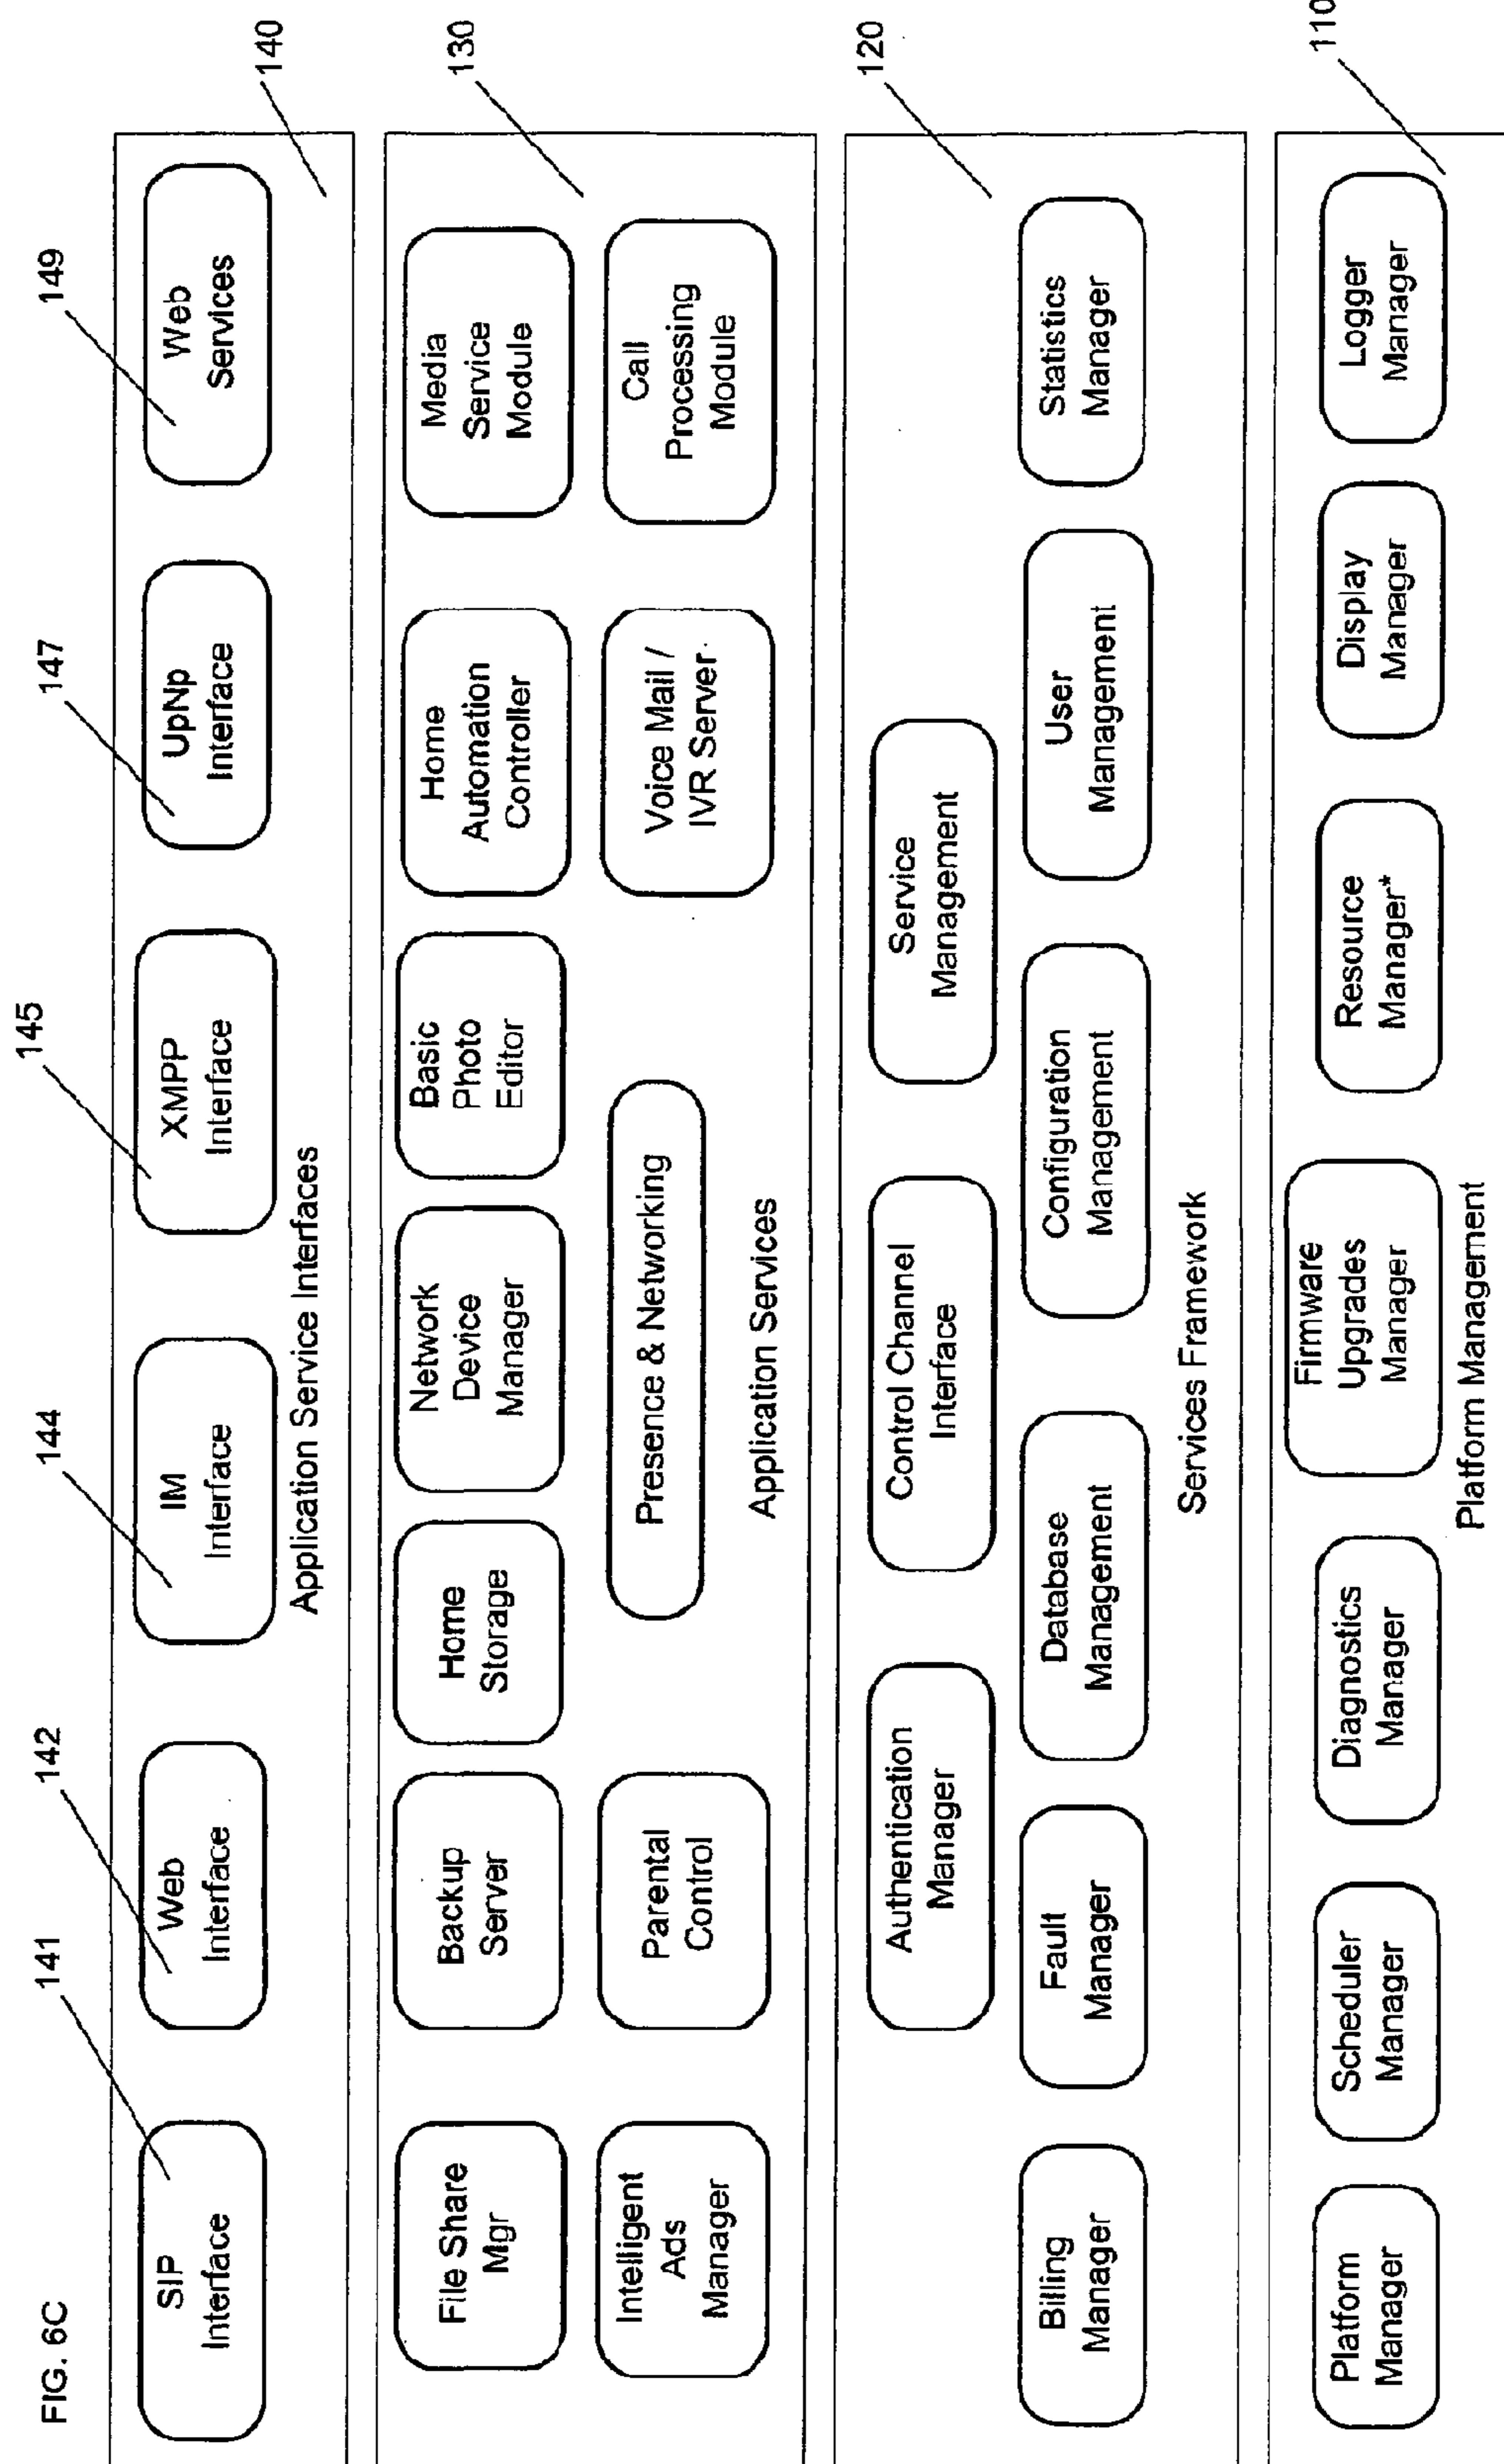 FIG. 6C
141
142
144
145
147
149
SIP
Interface
Web
Interface
IM
Interface
XMPP
Interface
UpNp
Interface
Web
Services
140
Application Service Interfaces
130
File Share
Mgr
Backup
Server
Home
Storage
Network
Device
Manager
Basic
Photo
Editor
Home
Automation
Controller
Media
Service
Module
Intelligent
Ads
Manager
Parental
Control
Presence & Networking
Voice Mail /
IVR Server
Call
Processing
Module
Application Services
120
Authentication
Manager
Control Channel
Interface
Service
Management
Billing
Manager
Fault
Manager
Database
Management
Configuration
Management
User
Management
Statistics
Manager
Services Framework
110
Platform
Manager
Scheduler
Manager
Diagnostics
Manager
Firmware
Upgrades
Manager
Resource
Manager*
Display
Manager
Logger
Manager
Platform Management